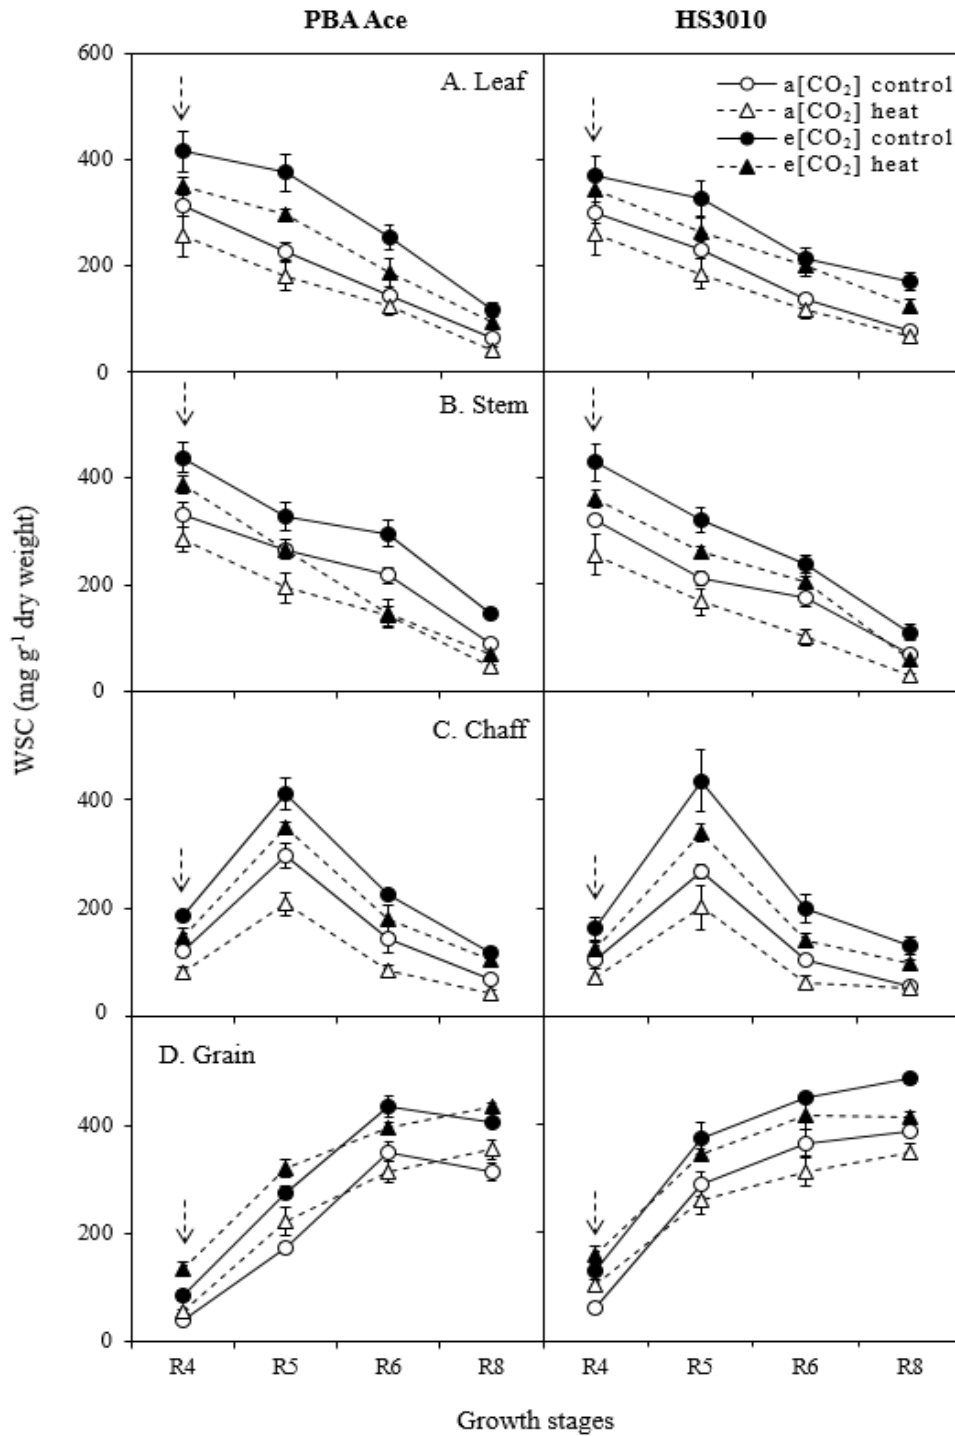 PBA Ace
HS3010
600
A. Leaf
a[CO₂] control
a[CO₂] heat
e[CO₂] control
e[CO₂] heat
400
200
0
B. Stem
400
200
0
WSC (mg g⁻¹ dry weight)
C. Chaff
400
200
0
D. Grain
400
200
0
R4 R5 R6 R8 R4 R5 R6 R8
Growth stages